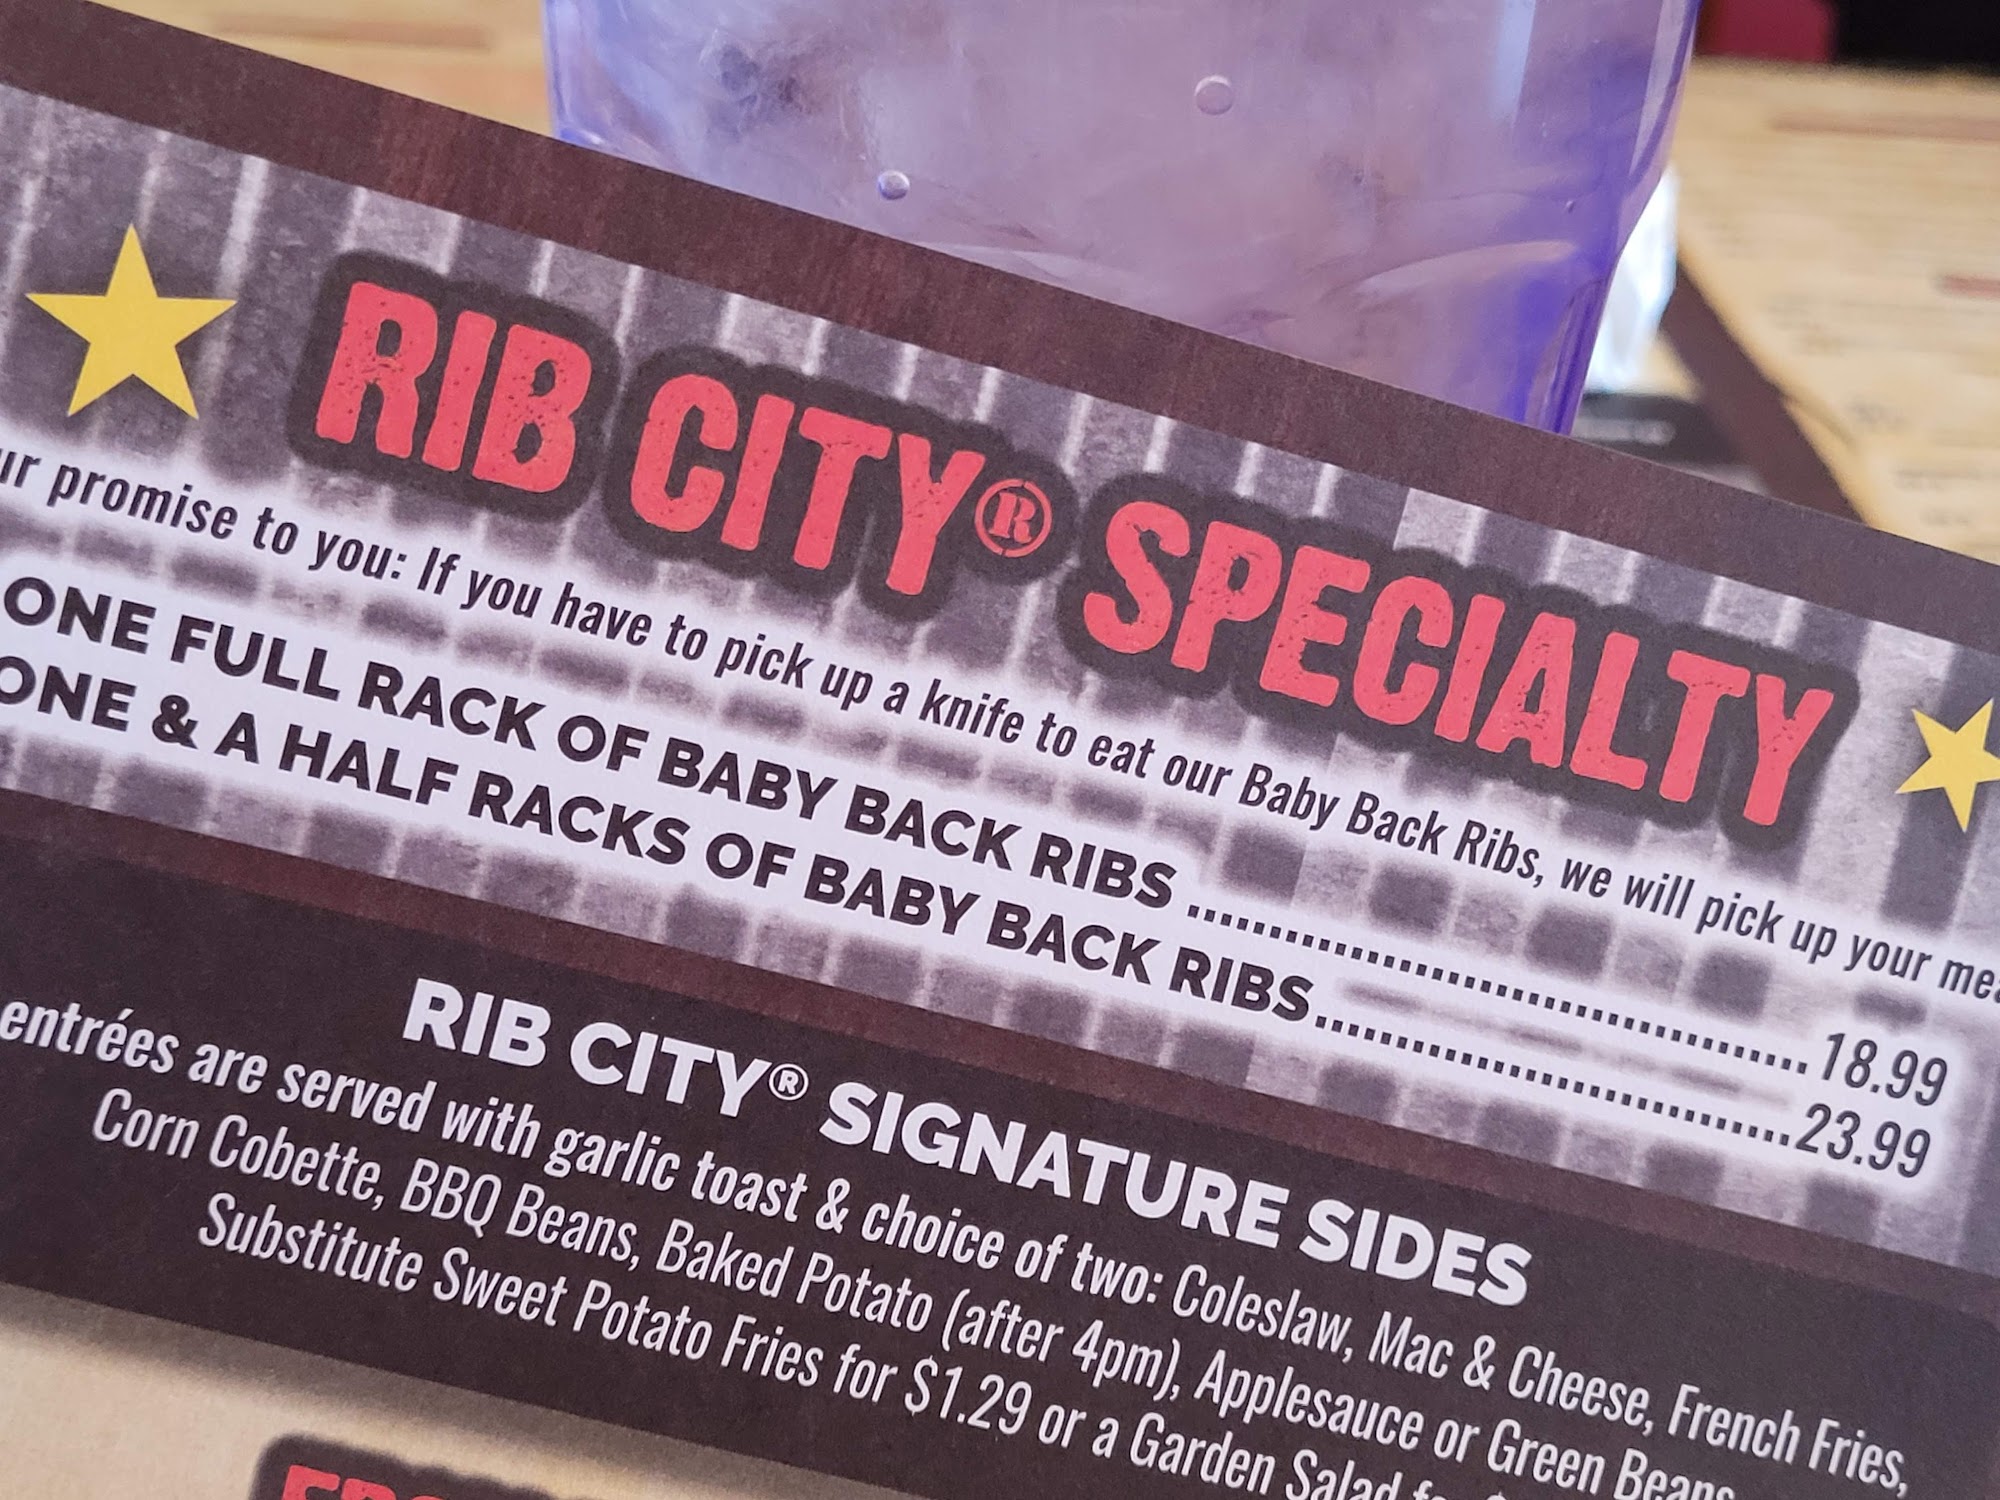 RIB CITY® SPECIALTY
promise to you: If you have to pick up a knife to eat our Baby Back Ribs, we will pick up your
ONE FULL RACK OF BABY BACK RIBS ........ 18.99
ONE & A HALF RACKS OF BABY BACK RIBS ........ 23.99
RIB CITY® SIGNATURE SIDES
entrées are served with garlic toast & choice of two: Coleslaw, Mac & Cheese, French Fries,
Corn Cobette, BBQ Beans, Baked Potato (after 4pm), Applesauce or Green Beans
Substitute Sweet Potato Fries for $1.29 or a Garden Salad